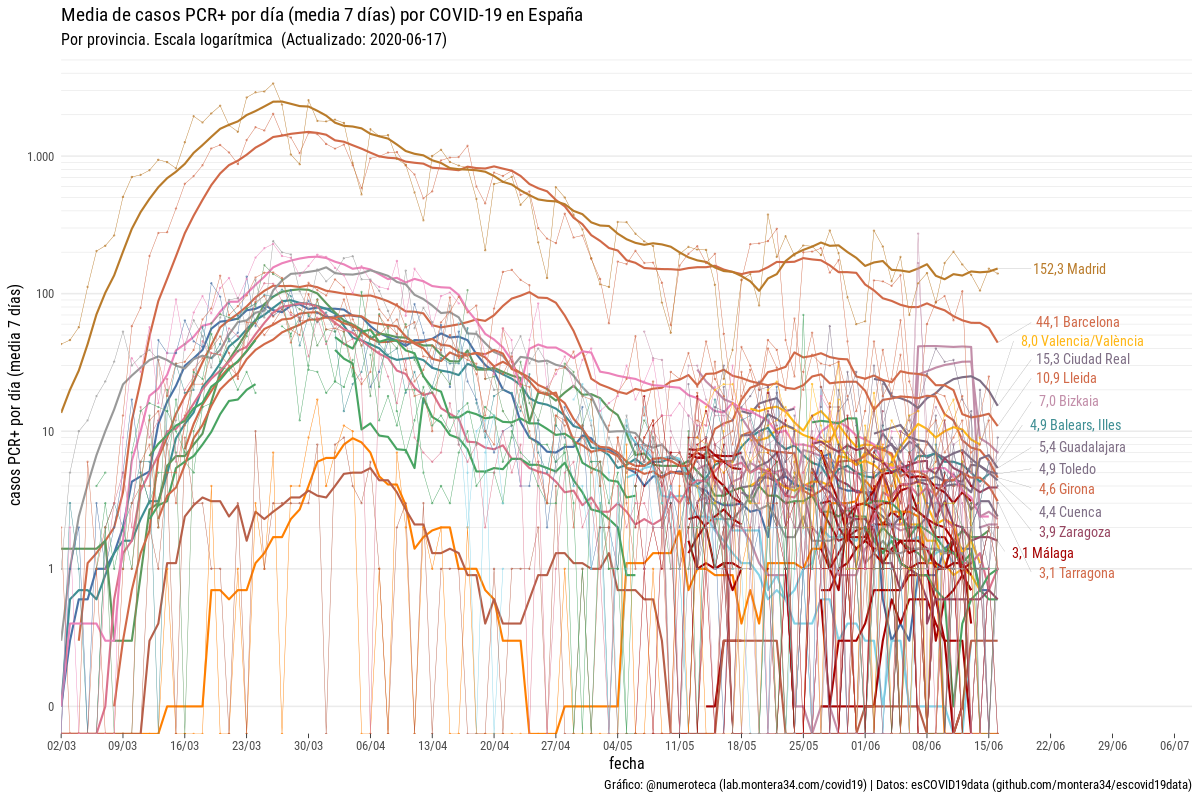 Media de casos PCR+ por día (media 7 días) por COVID-19 en España
Por provincia. Escala logarítmica  (Actualizado: 2020-06-17)
casos PCR+ por día (media 7 días)
1.000
100
10
1
0
152,3 Madrid
44,1 Barcelona
8,0 Valencia/València
15,3 Ciudad Real
10,9 Lleida
7,0 Bizkaia
4,9 Balears, Illes
5,4 Guadalajara
4,9 Toledo
4,6 Girona
4,4 Cuenca
3,9 Zaragoza
3,1 Málaga
3,1 Tarragona
02/03 09/03 16/03 23/03 30/03 06/04 13/04 20/04 27/04 04/05 11/05 18/05 25/05 01/06 08/06 15/06 22/06 29/06 06/07
fecha
Gráfico: @numeroteca (lab.montera34.com/covid19) | Datos: esCOVID19data (github.com/montera34/escovid19data)